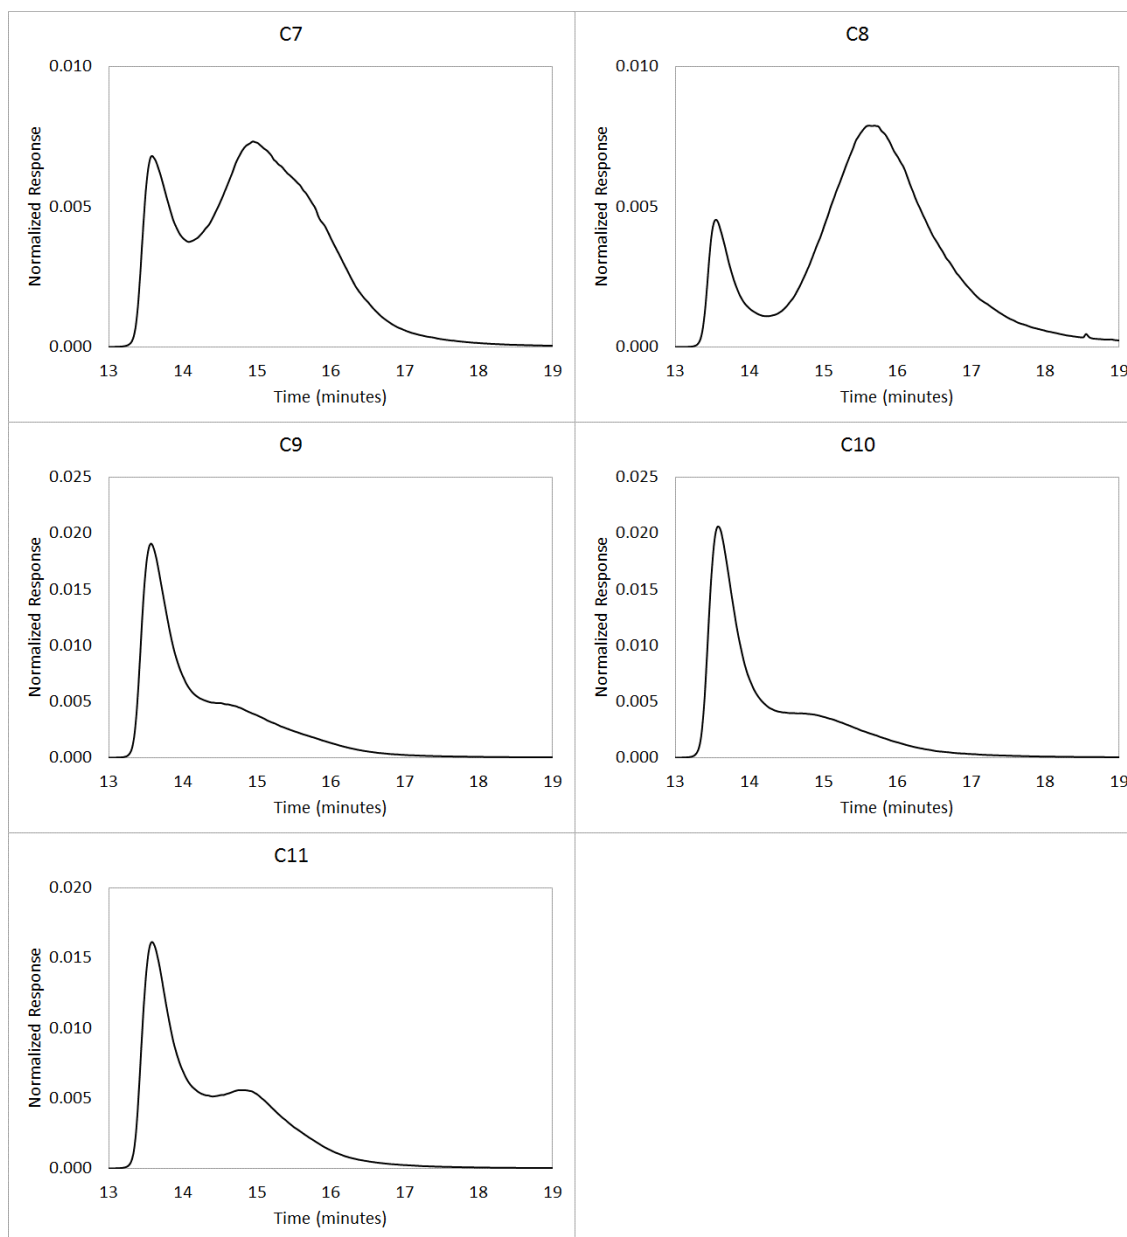 C7
0.010
0.005
0.000
Normalized Response
13 14 15 16 17 18 19
Time (minutes)
C8
0.010
0.005
0.000
Normalized Response
13 14 15 16 17 18 19
Time (minutes)
C9
0.025
0.020
0.015
0.010
0.005
0.000
Normalized Response
13 14 15 16 17 18 19
Time (minutes)
C10
0.025
0.020
0.015
0.010
0.005
0.000
Normalized Response
13 14 15 16 17 18 19
Time (minutes)
C11
0.020
0.015
0.010
0.005
0.000
Normalized Response
13 14 15 16 17 18 19
Time (minutes)